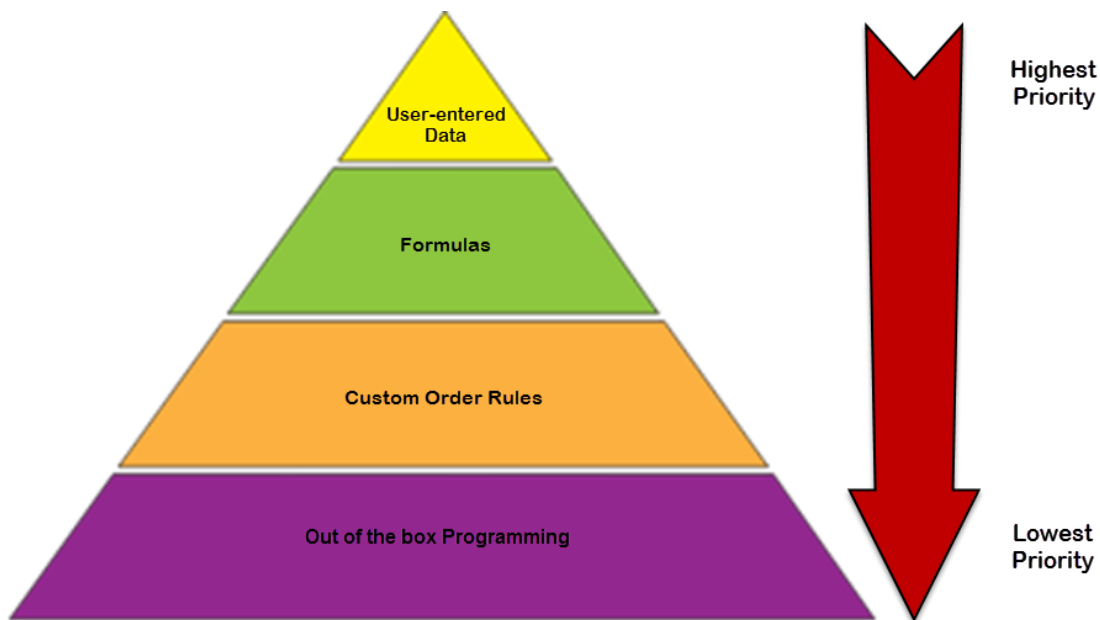 User-entered
Data
Highest
Priority
Formulas
Custom Order Rules
Out of the box Programming
Lowest
Priority